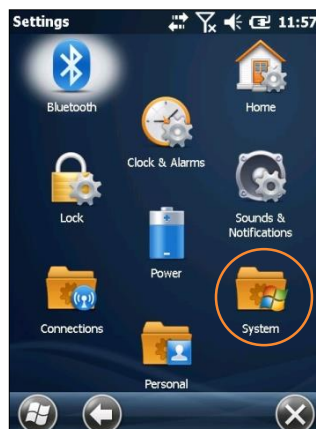 Settings 11:57
Bluetooth
Home
Clock & Alarms
Lock
Sounds &
Notifications
Power
Connections
System
Personal